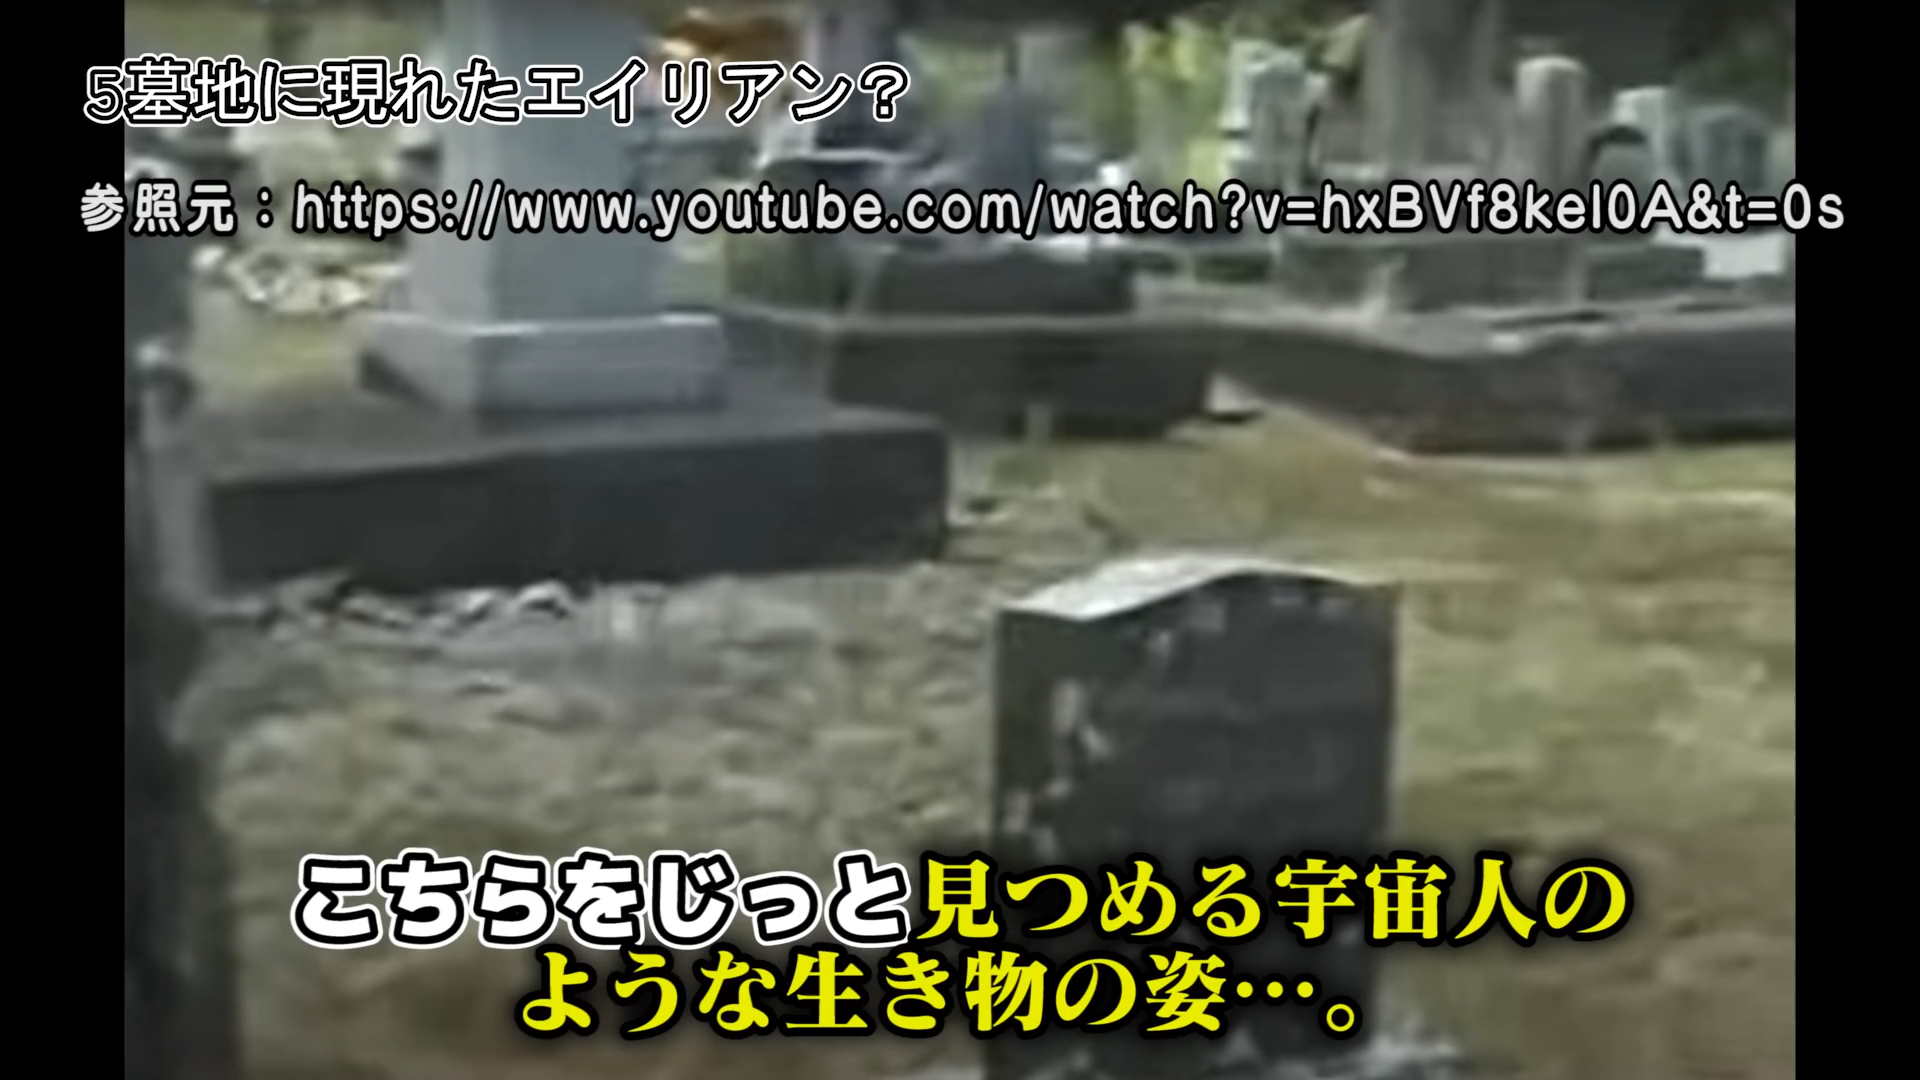 5墓地に現れたエイリアン？
参照元：https://www.youtube.com/watch?v=hxBVf8keI0A&t=0s
こちらをじっと見つめる宇宙人の
ような生き物の姿…。